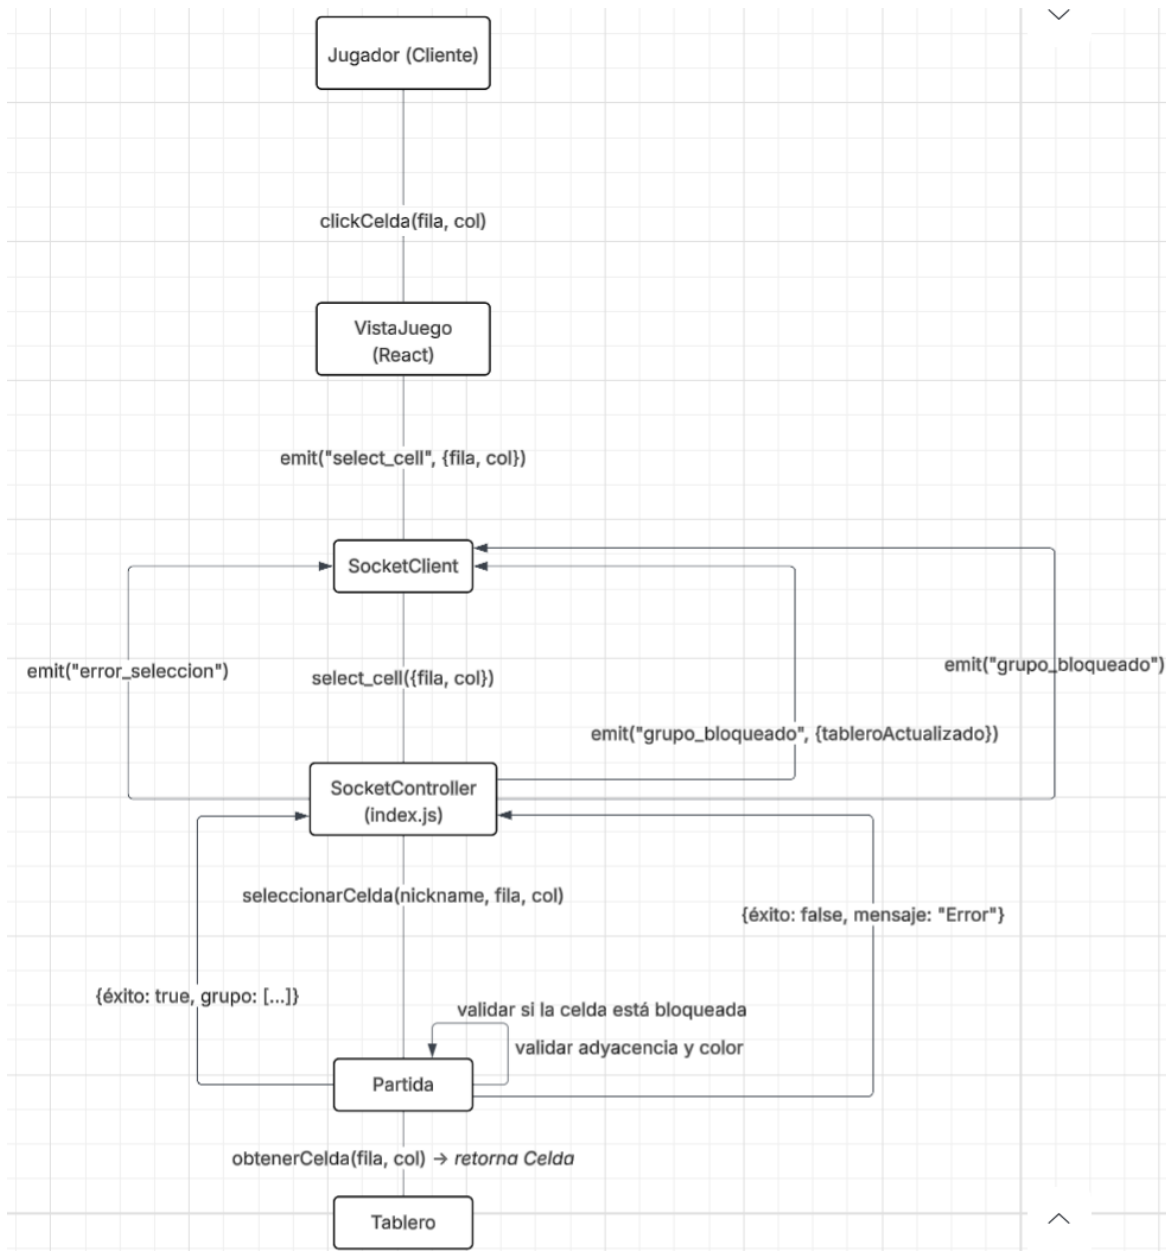 Jugador (Cliente)
clickCelda(fila, col)
VistaJuego
(React)
emit("select_cell", {fila, col})
SocketClient
emit("error_seleccion")
select_cell({fila, col})
emit("grupo_bloqueado")
emit("grupo_bloqueado", {tableroActualizado})
SocketController
(index.js)
seleccionarCelda(nickname, fila, col)
{éxito: false, mensaje: "Error"}
{éxito: true, grupo: [...]}
validar si la celda está bloqueada
validar adyacencia y color
Partida
obtenerCelda(fila, col) → retorna Celda
Tablero